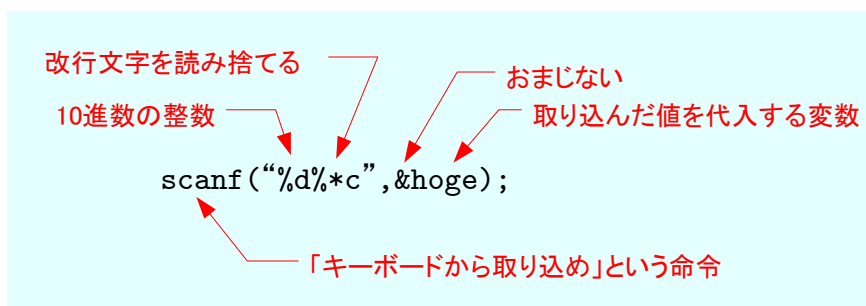 改行文字を読み捨てる
おまじない
10進数の整数
取り込んだ値を代入する変数
scanf(“%d%*c”,&hoge);
「キーボードから取り込め」という命令